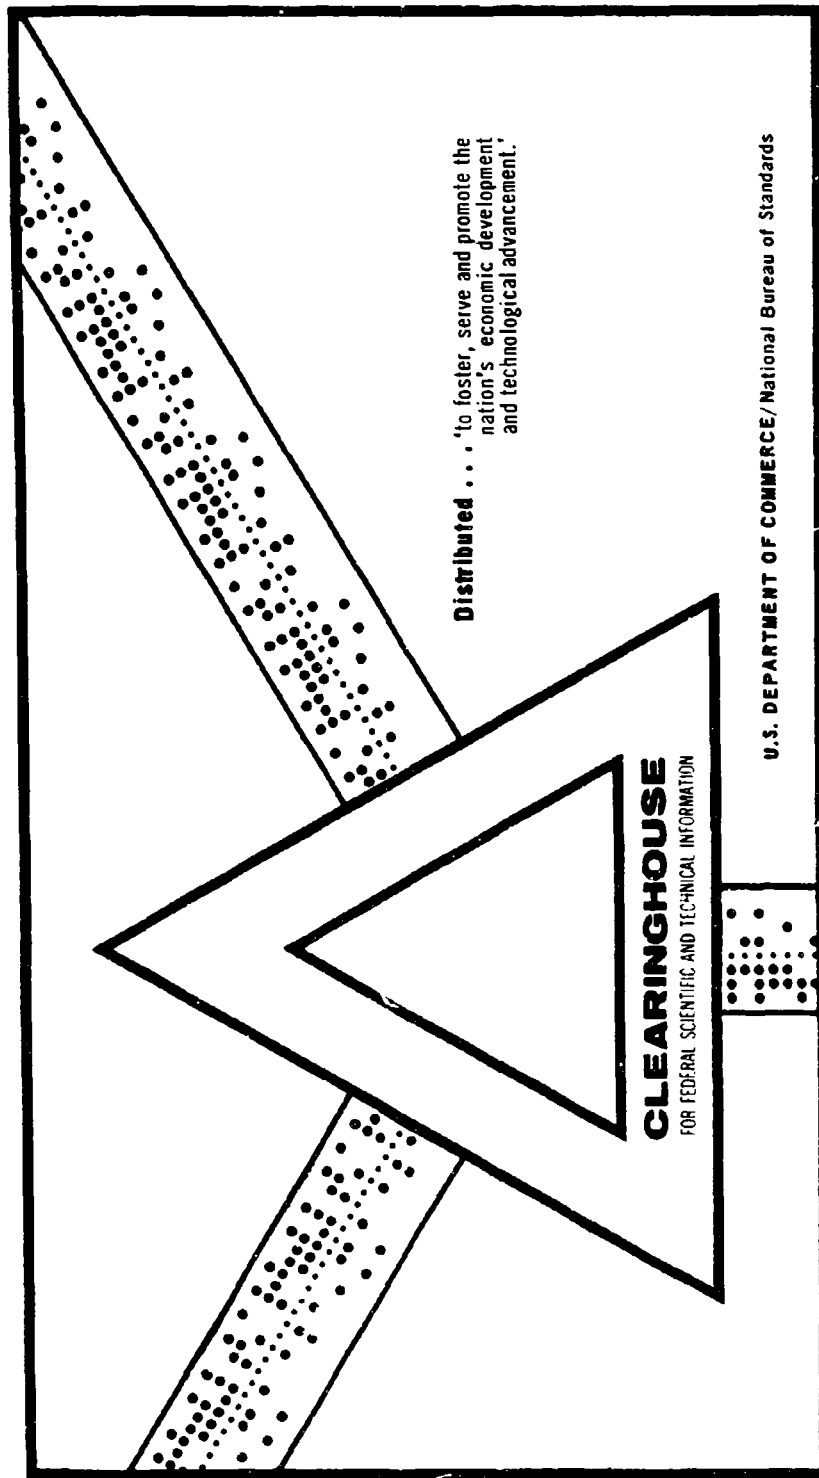 Distributed . . . 'to foster, serve and promote the
nation's economic development
and technological advancement.'
CLEARINGHOUSE
FOR FEDERAL SCIENTIFIC AND TECHNICAL INFORMATION
U.S. DEPARTMENT OF COMMERCE/National Bureau of Standards